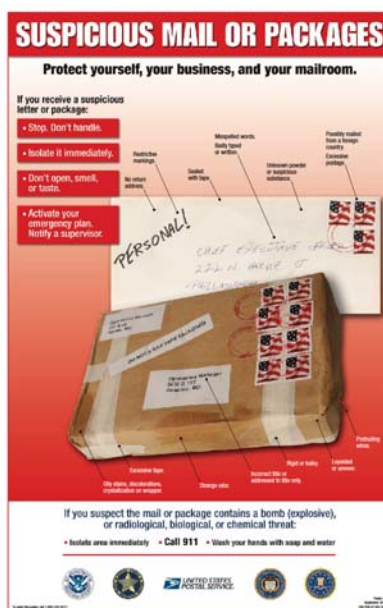 SUSPICIOUS MAIL OR PACKAGES
Protect yourself, your business, and your mailroom.
If you receive a suspicious
letter or package:
• Stop. Don't handle.
• Isolate it immediately.
• Don't open, smell,
or taste.
• Activate your
emergency plan.
Notify a supervisor.
Restrictive
markings.
No return
address.
Sealed
with tape.
Misspelled words.
Badly typed
or written.
Unknown powder
or suspicious
substance.
Possibly mailed
from a foreign
country.
Excessive
postage.
PERSONAL!
CHIEF EXECUTIVE
222 N
Excessive tape.
Oily stains, discolorations,
crystallization on wrapper.
Strange odor.
Incorrect title or
addressed to title only.
Rigid or bulky.
Lopsided
or uneven.
Protruding
wires.
If you suspect the mail or package contains a bomb (explosive),
or radiological, biological, or chemical threat:
• Isolate area immediately • Call 911 • Wash your hands with soap and water
UNITED STATES
POSTAL SERVICE